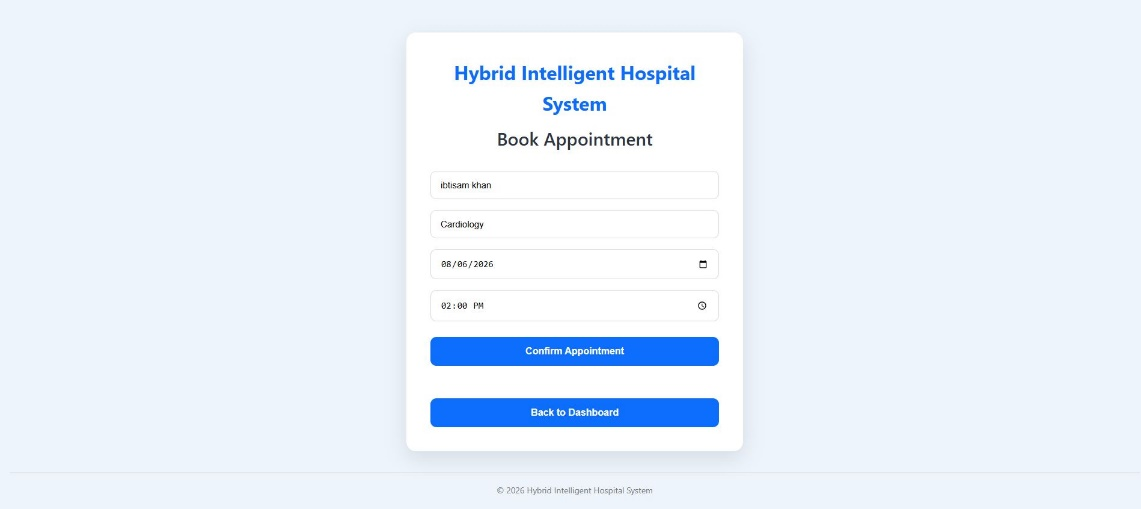 Hybrid Intelligent Hospital
System
Book Appointment
ibtisam khan
Cardiology
08/06/2026
02:00 PM
Confirm Appointment
Back to Dashboard
© 2026 Hybrid Intelligent Hospital System